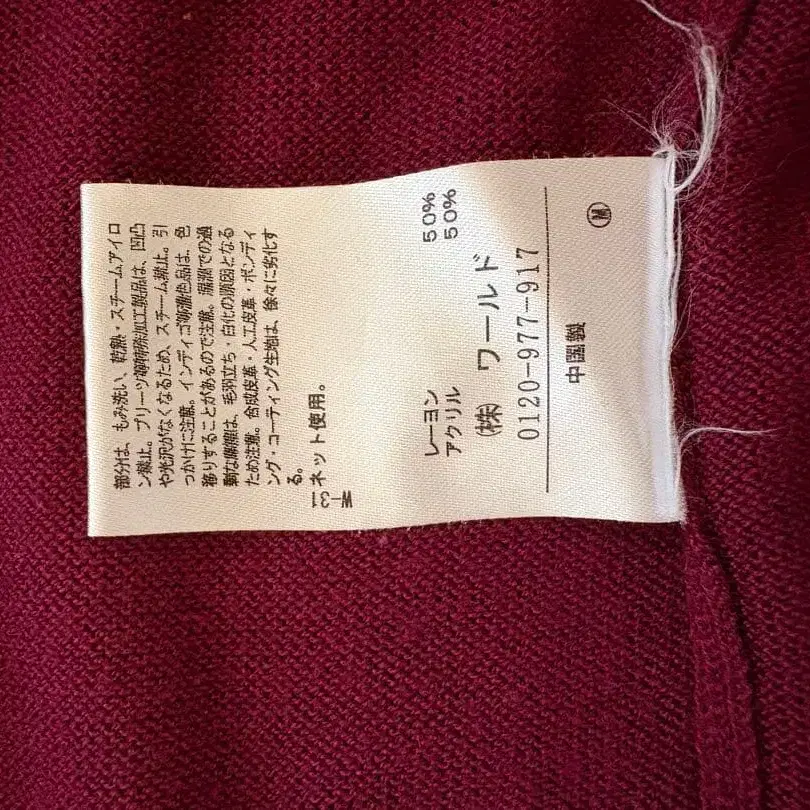 部分は、もみ洗い、乾熱・スチームアイロ
ン禁止。プリーツ等特殊加工製品は、凹凸
や光沢がなくなるため、スチーム禁止。引
っかけに注意。インディゴ等濃色品は、色
移りすることがあるので注意。湿潤での過
剰な摩擦は、毛羽立ち・白化の原因となる
ため注意。合成皮革・人工皮革・ボンディ
ング・コーティング生地は、徐々に劣化す
る。
ネット使用。
レーヨン 50%
アクリル 50%
(株) ワールド
0120-977-917
中国製 Ⓜ